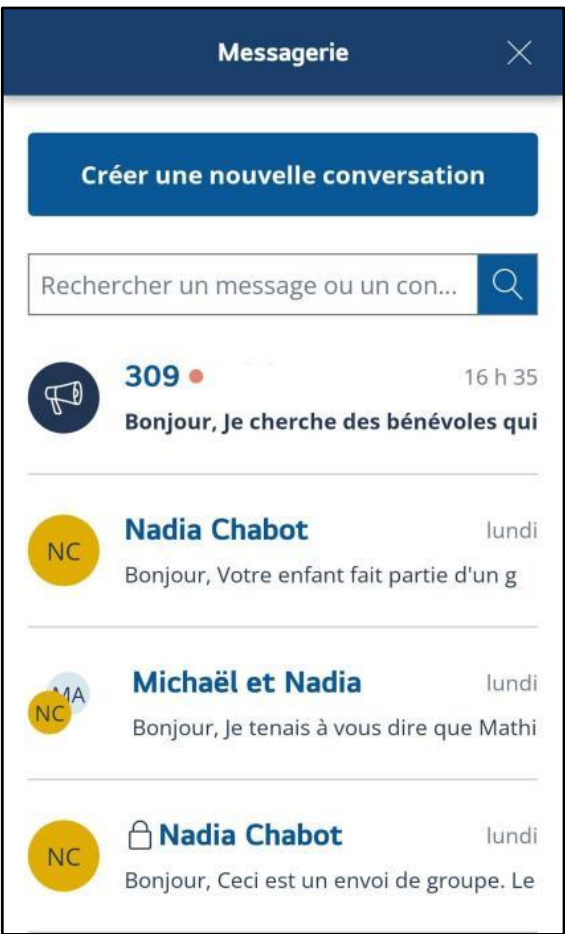 Messagerie
Créer une nouvelle conversation
Rechercher un message ou un con...
309
16 h 35
Bonjour, Je cherche des bénévoles qui
NC
Nadia Chabot
lundi
Bonjour, Votre enfant fait partie d'un g
MA
NC
Michaël et Nadia
lundi
Bonjour, Je tenais à vous dire que Mathi
NC
Nadia Chabot
lundi
Bonjour, Ceci est un envoi de groupe. Le